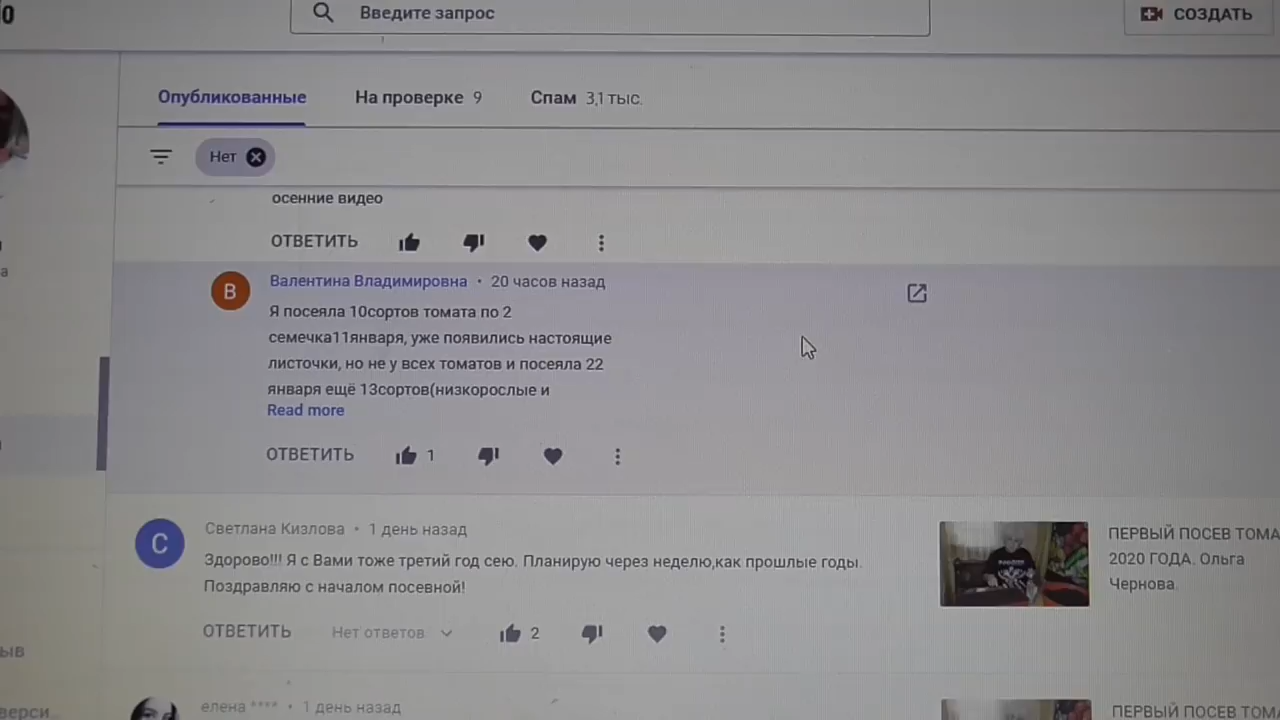 Введите запрос
СОЗДАТЬ
Опубликованные На проверке 9 Спам 3,1 тыс.
Нет
осенние видео
ОТВЕТИТЬ
В
Валентина Владимировна • 20 часов назад
Я посеяла 10сортов томата по 2
семечка11января, уже появились настоящие
листочки, но не у всех томатов и посеяла 22
января ещё 13сортов(низкорослые и
Read more
ОТВЕТИТЬ 1
С
Светлана Кизлова • 1 день назад
Здорово!!! Я с Вами тоже третий год сею. Планирую через неделю,как прошлые годы.
Поздравляю с началом посевной!
ПЕРВЫЙ ПОСЕВ ТОМА
2020 ГОДА. Ольга
Чернова.
ОТВЕТИТЬ Нет ответов 2
елена **** • 1 день назад
ПЕРВЫЙ ПОСЕВ ТОМА